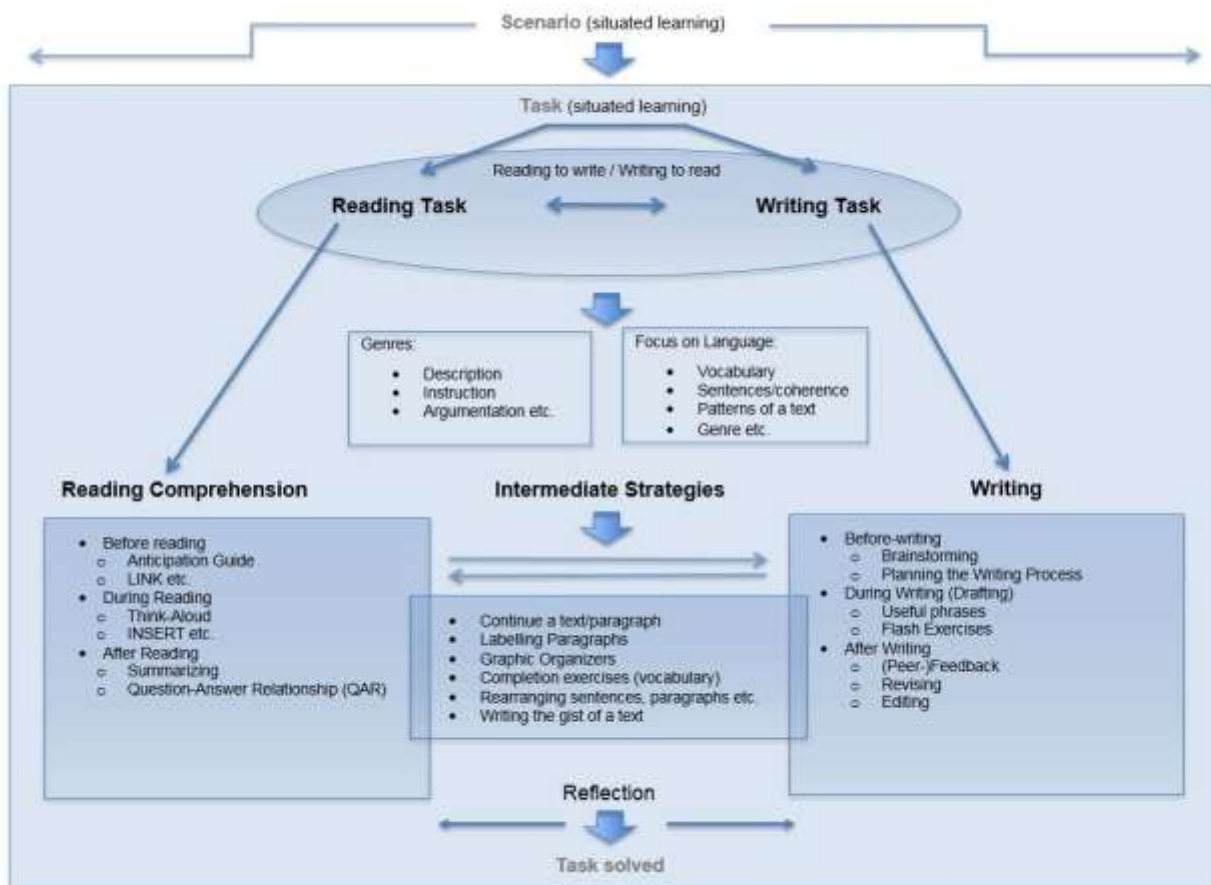 Scenario (situated learning)
Task (situated learning)
Reading to write / Writing to read
Reading Task
Writing Task
Genres:
• Description
• Instruction
• Argumentation etc.
Focus on Language:
• Vocabulary
• Sentences/coherence
• Patterns of a text
• Genre etc.
Reading Comprehension
• Before reading
o Anticipation Guide
o LINK etc.
• During Reading
o Think-Aloud
o INSERT etc.
• After Reading
o Summarizing
o Question-Answer Relationship (QAR)
Intermediate Strategies
• Continue a text/paragraph
• Labelling Paragraphs
• Graphic Organizers
• Completion exercises (vocabulary)
• Rearranging sentences, paragraphs etc.
• Writing the gist of a text
Writing
• Before-writing
o Brainstorming
o Planning the Writing Process
• During Writing (Drafting)
o Useful phrases
o Flash Exercises
• After Writing
o (Peer-)Feedback
o Revising
o Editing
Reflection
Task solved